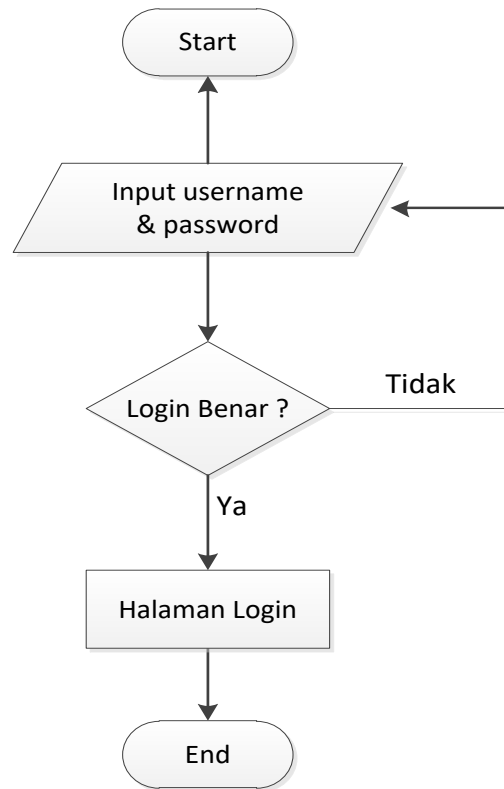 Start
Input username
& password
Login Benar ?
Tidak
Ya
Halaman Login
End